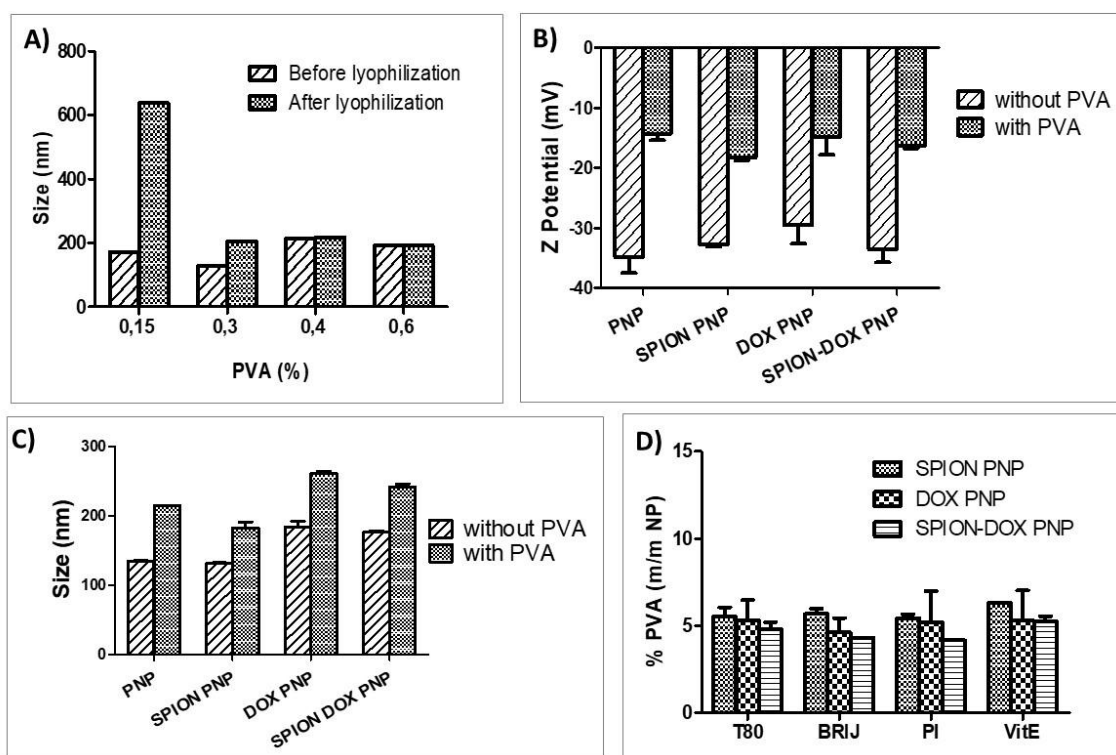 A)
800
600
400
200
0
Size (nm)
Before lyophilization
After lyophilization
0,15 0,3 0,4 0,6
PVA (%)
B)
0
-10
-20
-30
-40
Z Potential (mV)
without PVA
with PVA
PNP
SPION PNP
DOX PNP
SPION-DOX PNP
C)
300
200
100
0
Size (nm)
without PVA
with PVA
PNP
SPION PNP
DOX PNP
SPION DOX PNP
D)
15
10
5
0
% PVA (m/m NP)
SPION PNP
DOX PNP
SPION-DOX PNP
T80 BRIJ PI VitE